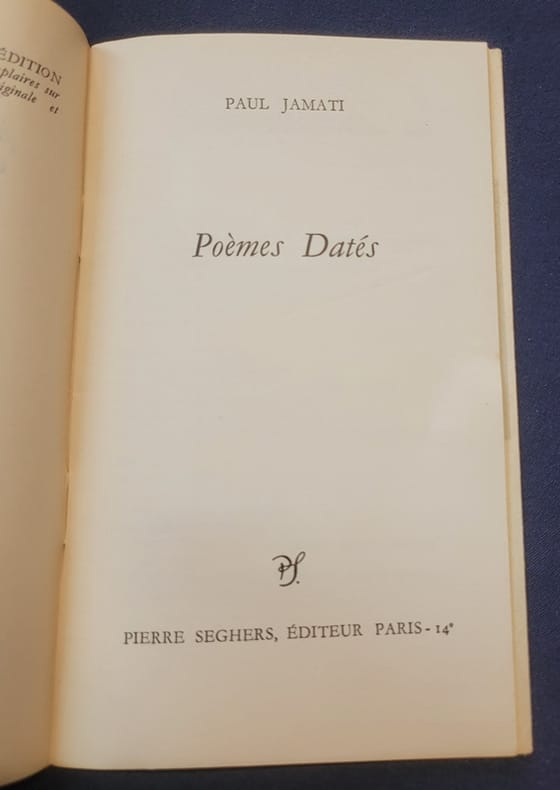 ÉDITION
plaires sur
iginale et
PAUL JAMATI
Poèmes Datés
PS.
PIERRE SEGHERS, ÉDITEUR PARIS - 14e